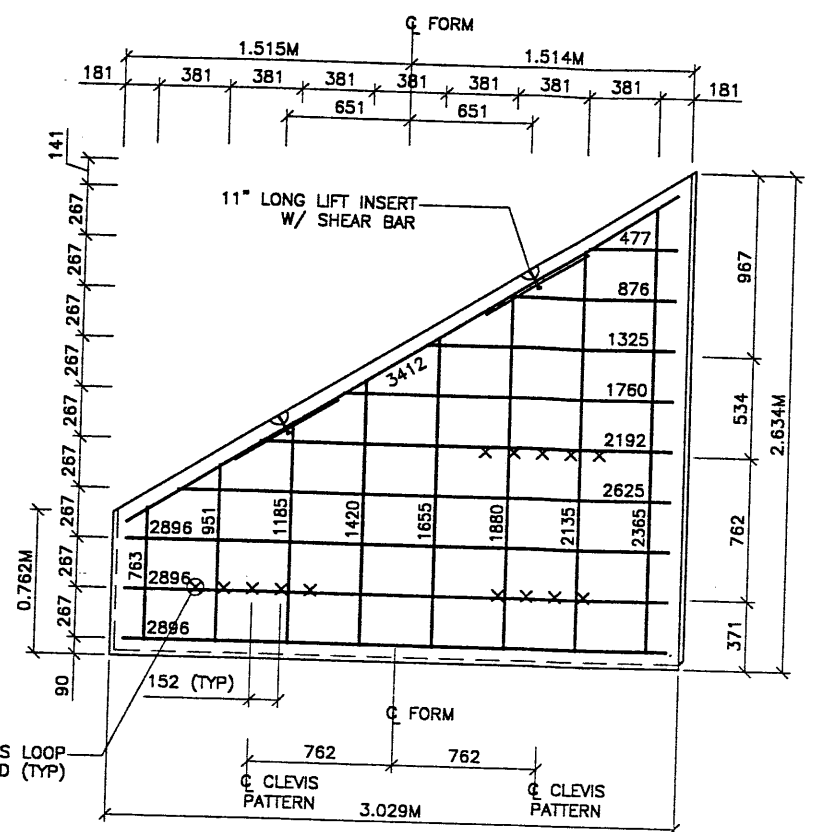 ℄ FORM
1.515M 1.514M
181 381 381 381 381 381 381 381 181
651 651
141
267
267
267
267
267
267
267
267
267
90
0.762M
11" LONG LIFT INSERT
W/ SHEAR BAR
477
876
1325
1760
2192
2625
3412
2896
2896
2896
763
951
1185
1420
1655
1880
2135
2365
967
534
762
371
2.634M
152 (TYP)
℄ FORM
S LOOP
D (TYP)
762 762
℄ CLEVIS
PATTERN
℄ CLEVIS
PATTERN
3.029M